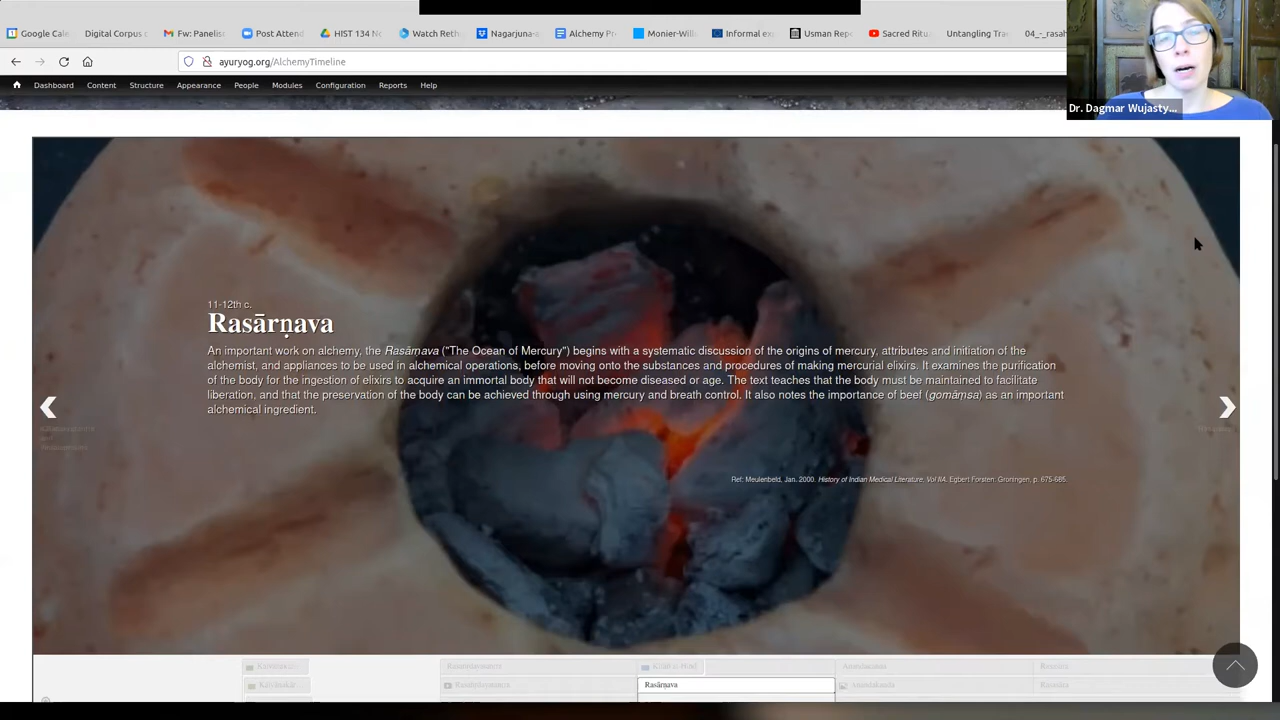 Google Cale
Digital Corpus o
Fw: Panelis
Post Attend
HIST 134 N
Watch Reth
Nagarjuna-
Alchemy Pr
Monier-Will
Informal ex
Usman Repo
Sacred Ritu
Untangling Tra
04_-_rasah
ayuryog.org/AlchemyTimeline
Dashboard Content Structure Appearance People Modules Configuration Reports Help
Dr. Dagmar Wujasty...
11-12th c.
Rasārṇava
An important work on alchemy, the Rasārṇava ("The Ocean of Mercury") begins with a systematic discussion of the origins of mercury, attributes and initiation of the
alchemist, and appliances to be used in alchemical operations, before moving onto the substances and procedures of making mercurial elixirs. It examines the purification
of the body for the ingestion of elixirs to acquire an immortal body that will not become diseased or age. The text teaches that the body must be maintained to facilitate
liberation, and that the preservation of the body can be achieved through using mercury and breath control. It also notes the importance of beef (gomāṃsa) as an important
alchemical ingredient.
Ref: Meulenbeld, Jan. 2000. History of Indian Medical Literature. Vol IIA. Egbert Forsten. Groningen, p. 675-685.
Rasārṇava